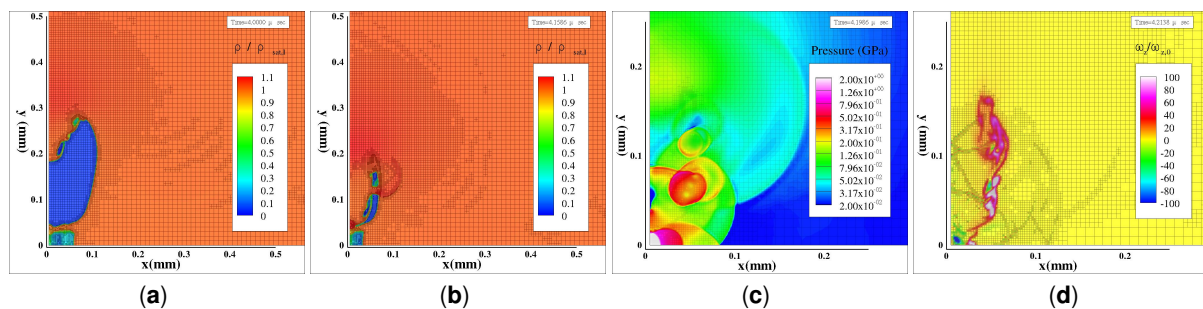 Time=4.0000 μ sec
ρ / ρ sat,l
1.1
1
0.9
0.8
0.7
0.6
0.5
0.4
0.3
0.2
0.1
0
0.5
0.4
0.3
0.2
0.1
0
y (mm)
0
0.1
0.2
0.3
0.4
0.5
x(mm)
(a)
Time=4.1586 μ sec
ρ / ρ sat,l
1.1
1
0.9
0.8
0.7
0.6
0.5
0.4
0.3
0.2
0.1
0
0.5
0.4
0.3
0.2
0.1
0
y (mm)
0
0.1
0.2
0.3
0.4
0.5
x(mm)
(b)
Time=4.1986 μ sec
Pressure (GPa)
2.00x10+00
1.26x10+00
7.96x10-01
5.02x10-01
3.17x10-01
2.00x10-01
1.26x10-01
7.96x10-02
5.02x10-02
3.17x10-02
2.00x10-02
0.2
0.1
0
y (mm)
0
0.1
0.2
x(mm)
(c)
Time=4.2138 μ sec
ωz/ωz,0
100
80
60
40
20
0
-20
-40
-60
-80
-100
0.2
0.1
0
y (mm)
0
0.1
0.2
x(mm)
(d)